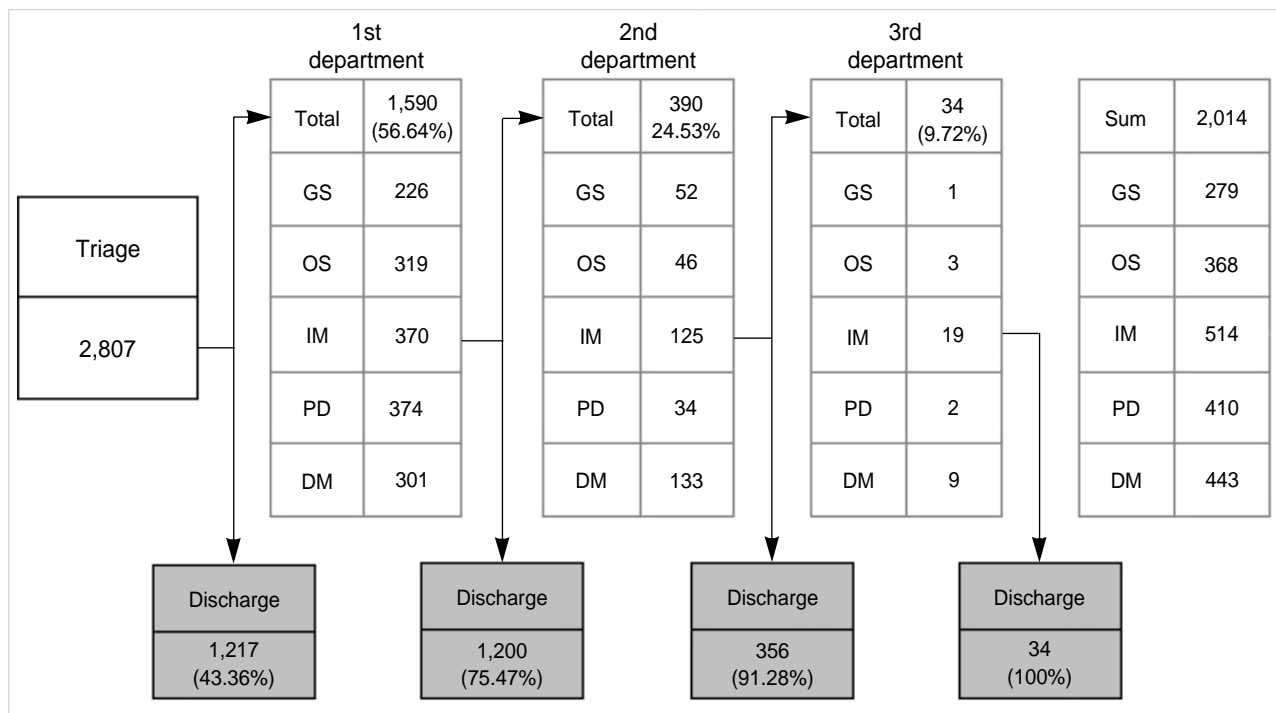 1st
department
2nd
department
3rd
department
Total
1,590
(56.64%)
GS
226
OS
319
IM
370
PD
374
DM
301
Total
390
24.53%
GS
52
OS
46
IM
125
PD
34
DM
133
Total
34
(9.72%)
GS
1
OS
3
IM
19
PD
2
DM
9
Sum
2,014
GS
279
OS
368
IM
514
PD
410
DM
443
Triage
2,807
Discharge
1,217
(43.36%)
Discharge
1,200
(75.47%)
Discharge
356
(91.28%)
Discharge
34
(100%)